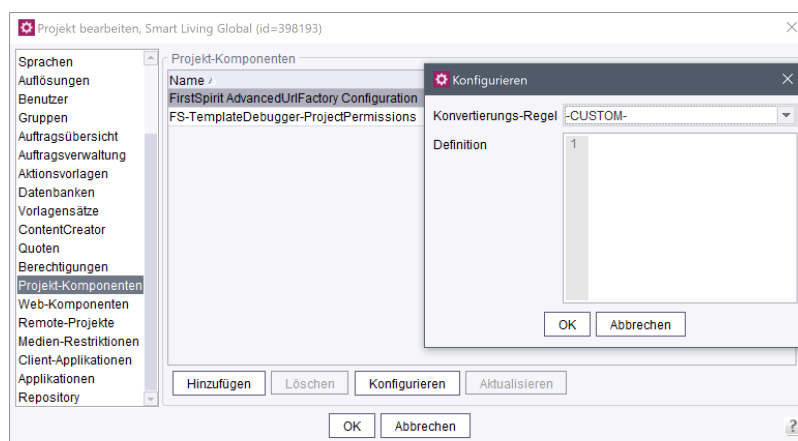 Projekt bearbeiten, Smart Living Global (id=398193)
Sprachen
Auflösungen
Benutzer
Gruppen
Auftragsübersicht
Auftragsverwaltung
Aktionsvorlagen
Datenbanken
Vorlagensätze
ContentCreator
Quoten
Berechtigungen
Projekt-Komponenten
Web-Komponenten
Remote-Projekte
Medien-Restriktionen
Client-Applikationen
Applikationen
Repository
Projekt-Komponenten
Name
FirstSpirit AdvancedUrlFactory Configuration
FS-TemplateDebugger-ProjectPermissions
Hinzufügen Löschen Konfigurieren Aktualisieren
Konfigurieren
Konvertierungs-Regel -CUSTOM-
Definition 1
OK Abbrechen
OK Abbrechen
?